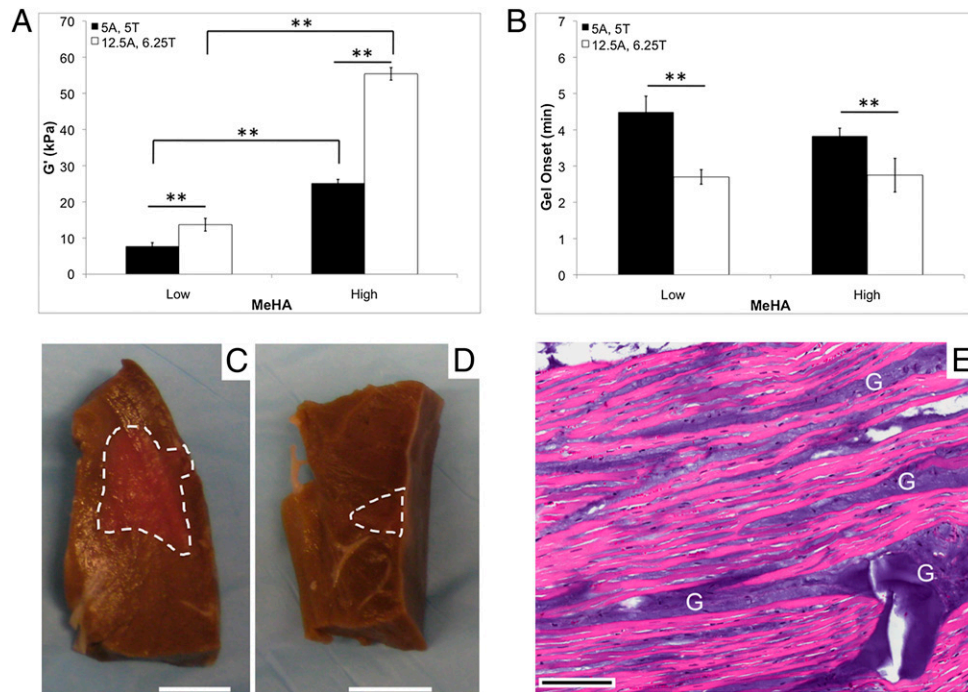 A
G' (kPa)
70
60
50
40
30
20
10
0
5A, 5T
12.5A, 6.25T
**
**
**
**
Low
High
MeHA
B
Gel Onset (min)
7
6
5
4
3
2
1
0
5A, 5T
12.5A, 6.25T
**
**
Low
High
MeHA
C
D
E
G
G
G
G